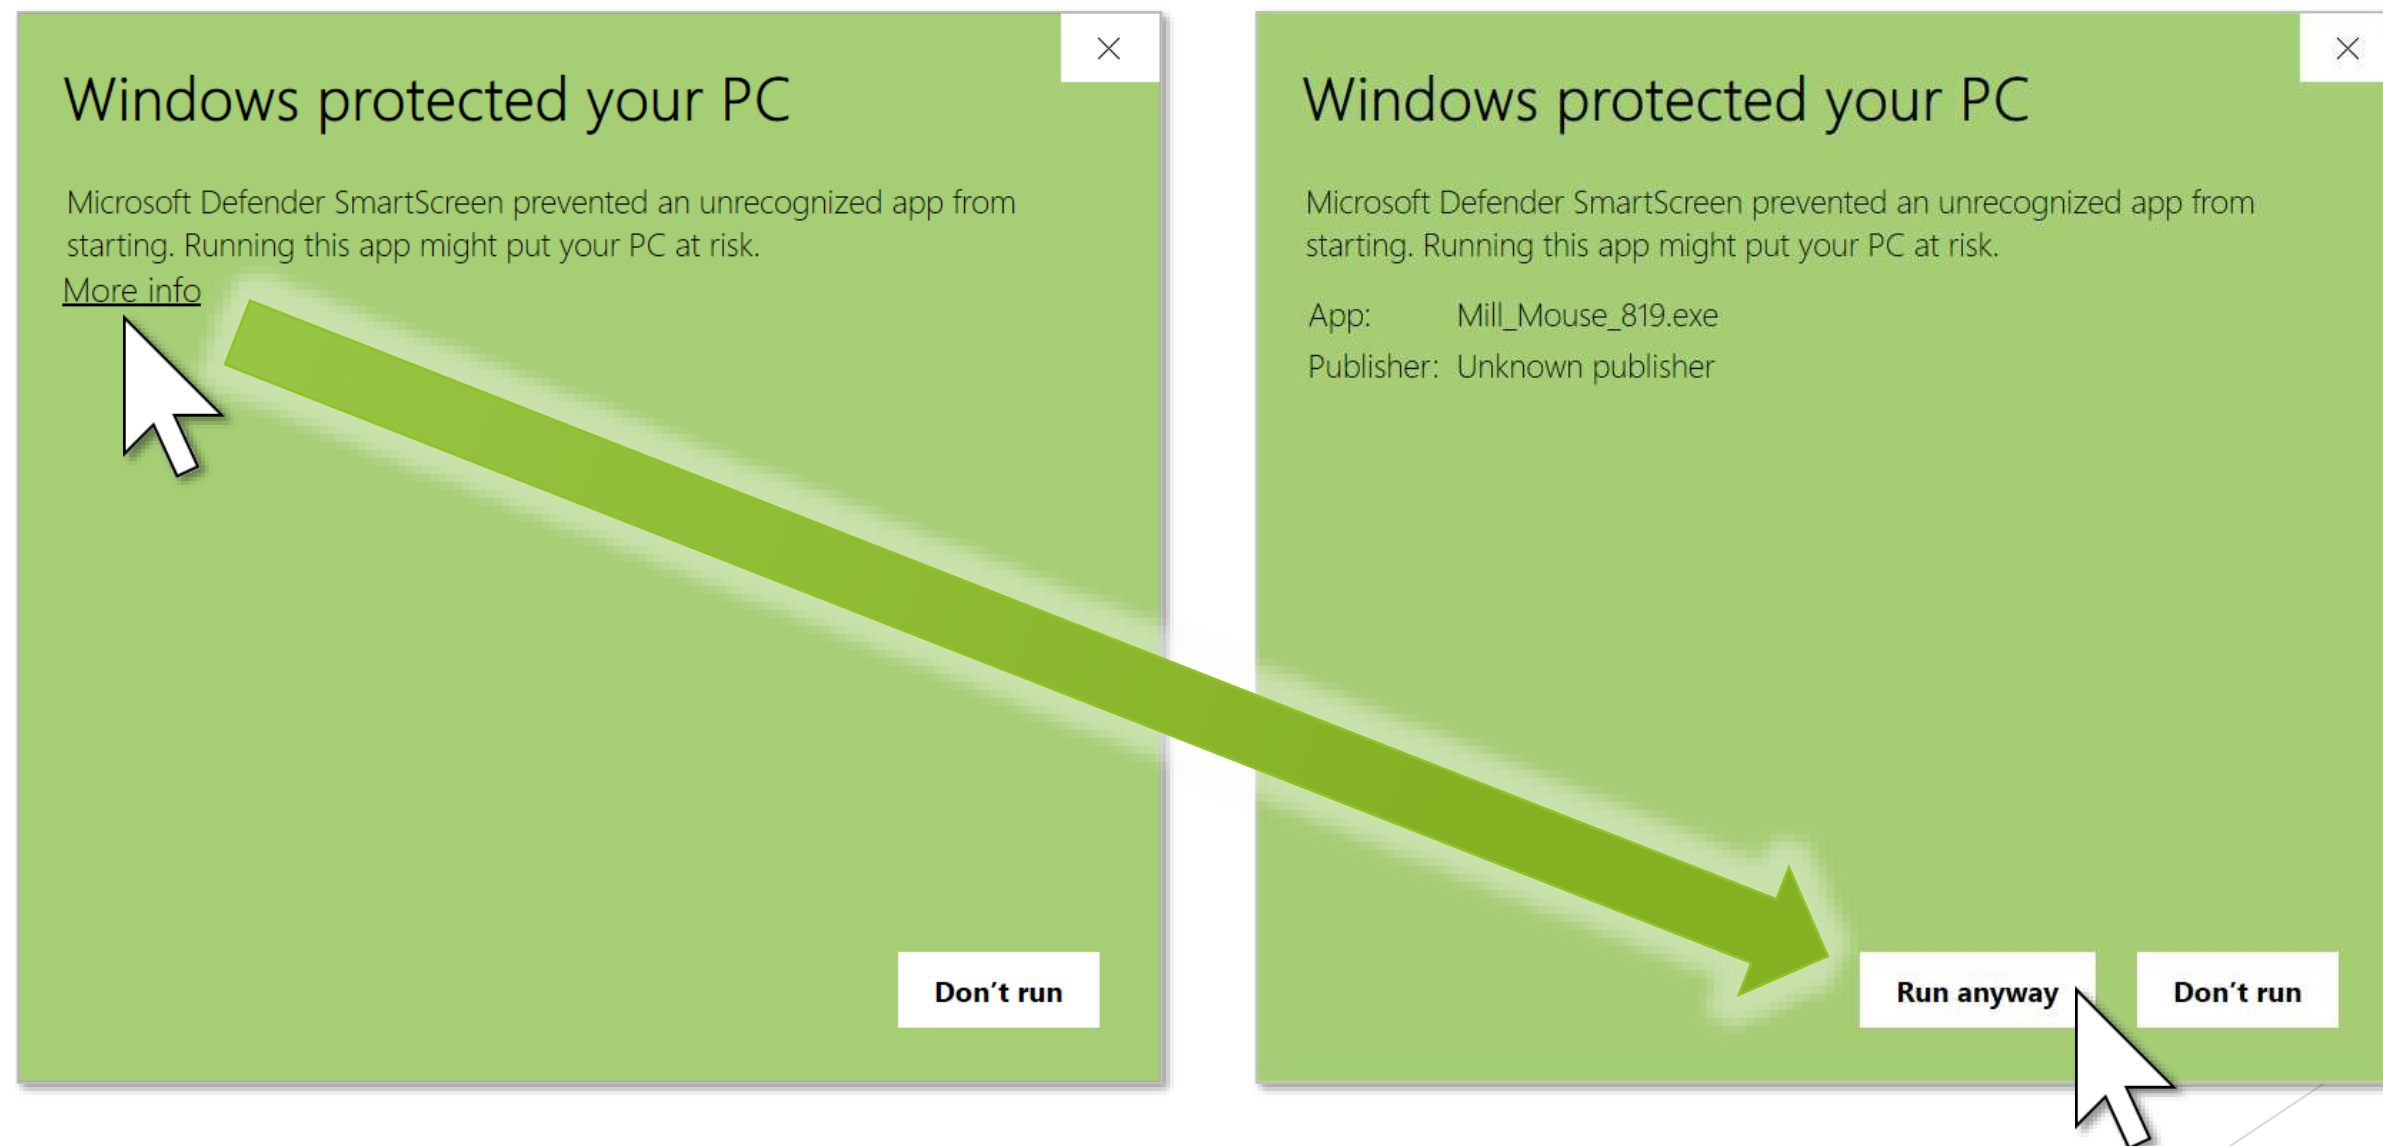 Windows protected your PC
Microsoft Defender SmartScreen prevented an unrecognized app from
starting. Running this app might put your PC at risk.
More info
Don't run
Windows protected your PC
Microsoft Defender SmartScreen prevented an unrecognized app from
starting. Running this app might put your PC at risk.
App: Mill_Mouse_819.exe
Publisher: Unknown publisher
Run anyway Don't run